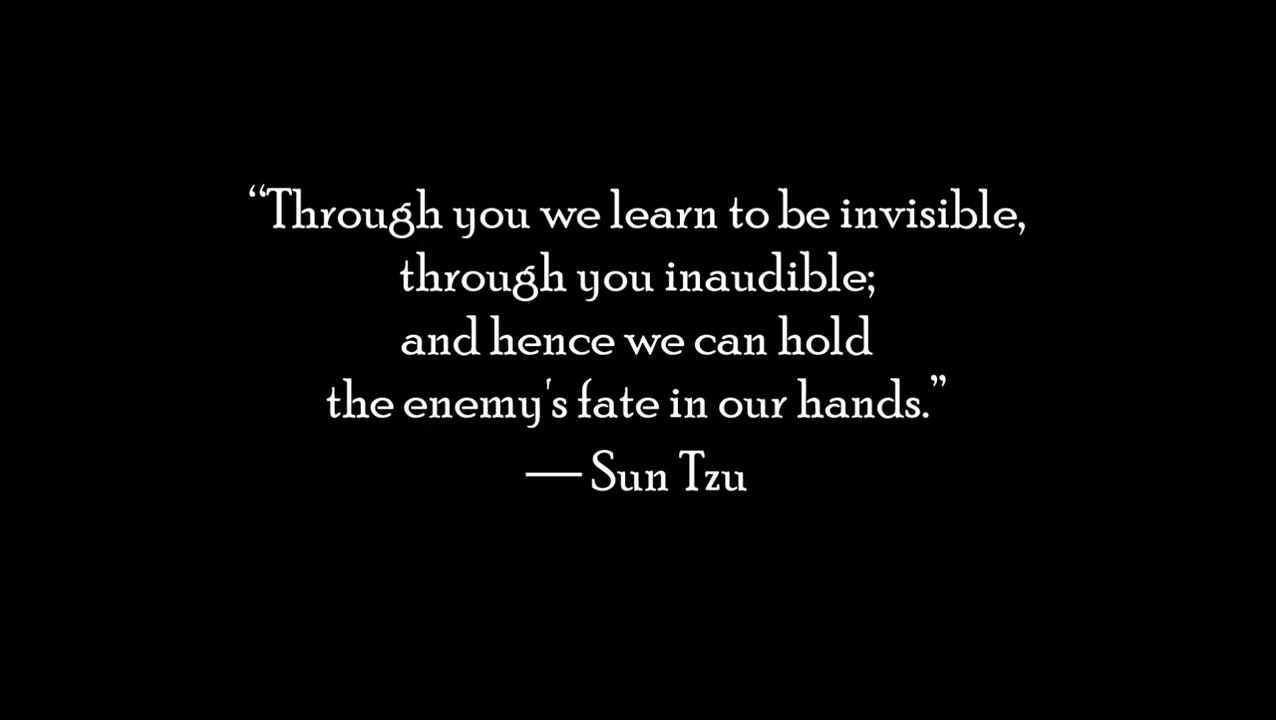 “Through you we learn to be invisible,
through you inaudible;
and hence we can hold
the enemy's fate in our hands.”
— Sun Tzu